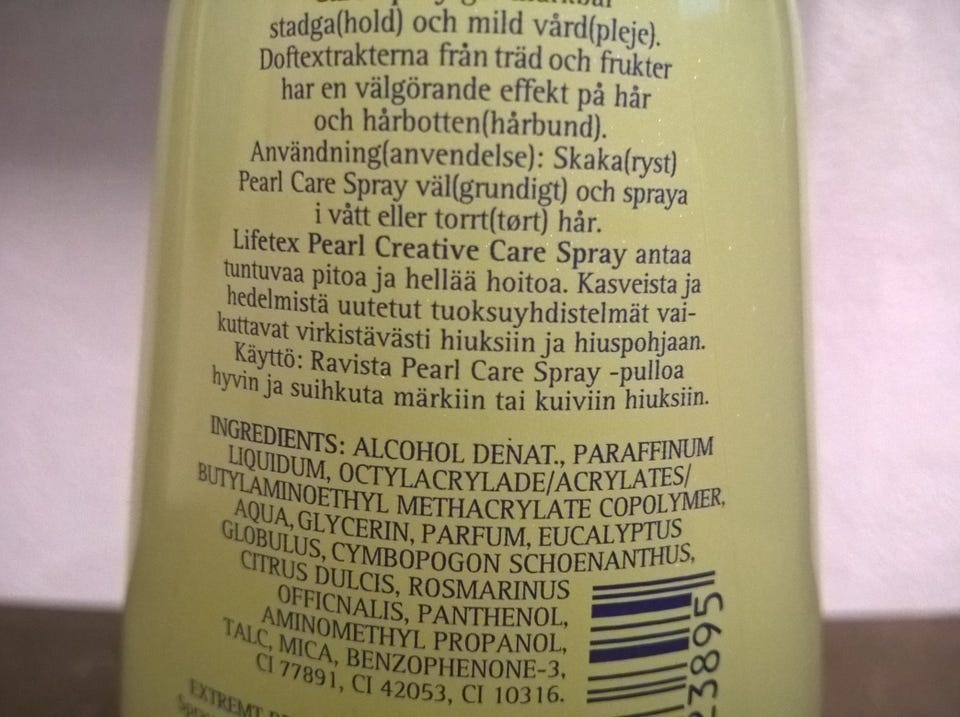 stadga(hold) och mild vård(pleje).
Doftextrakterna från träd och frukter
har en välgörande effekt på hår
och hårbotten(hårbund).
Användning(anvendelse): Skaka(ryst)
Pearl Care Spray väl(grundigt) och spraya
i vått eller torrt(tørt) hår.
Lifetex Pearl Creative Care Spray antaa
tuntuvaa pitoa ja hellää hoitoa. Kasveista ja
hedelmistä uutetut tuoksuyhdistelmät vai-
kuttavat virkistävästi hiuksiin ja hiuspohjaan.
Käyttö: Ravista Pearl Care Spray -pulloa
hyvin ja suihkuta märkiin tai kuiviin hiuksiin.
INGREDIENTS: ALCOHOL DENAT., PARAFFINUM
LIQUIDUM, OCTYLACRYLADE/ACRYLATES/
BUTYLAMINOETHYL METHACRYLATE COPOLYMER,
AQUA, GLYCERIN, PARFUM, EUCALYPTUS
GLOBULUS, CYMBOPOGON SCHOENANTHUS,
CITRUS DULCIS, ROSMARINUS
OFFICNALIS, PANTHENOL,
AMINOMETHYL PROPANOL,
TALC, MICA, BENZOPHENONE-3,
CI 77891, CI 42053, CI 10316.
23895
EXTREMT